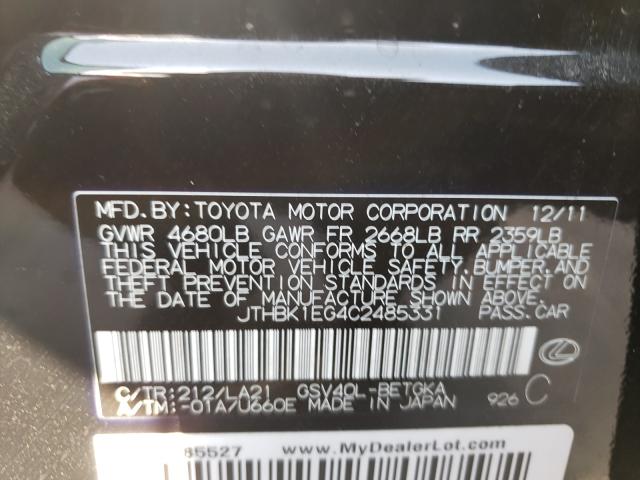 MFD.BY:TOYOTA MOTOR CORPORATION 12/11
GVWR 4680LB GAWR FR 2668LB RR 2359LB
THIS VEHICLE CONFORMS TO ALL APPLICABLE
FEDERAL MOTOR VEHICLE SAFETY,BUMPER,AND
THEFT PREVENTION STANDARDS IN EFFECT ON
THE DATE OF MANUFACTURE SHOWN ABOVE.
JTHBK1EG4C2485331 PASS.CAR
C/TR:212/LA21 GSV40L-BETGKA
A/TM:-01A/U660E MADE IN JAPAN 926 C
85527 www.MyDealerLot.com